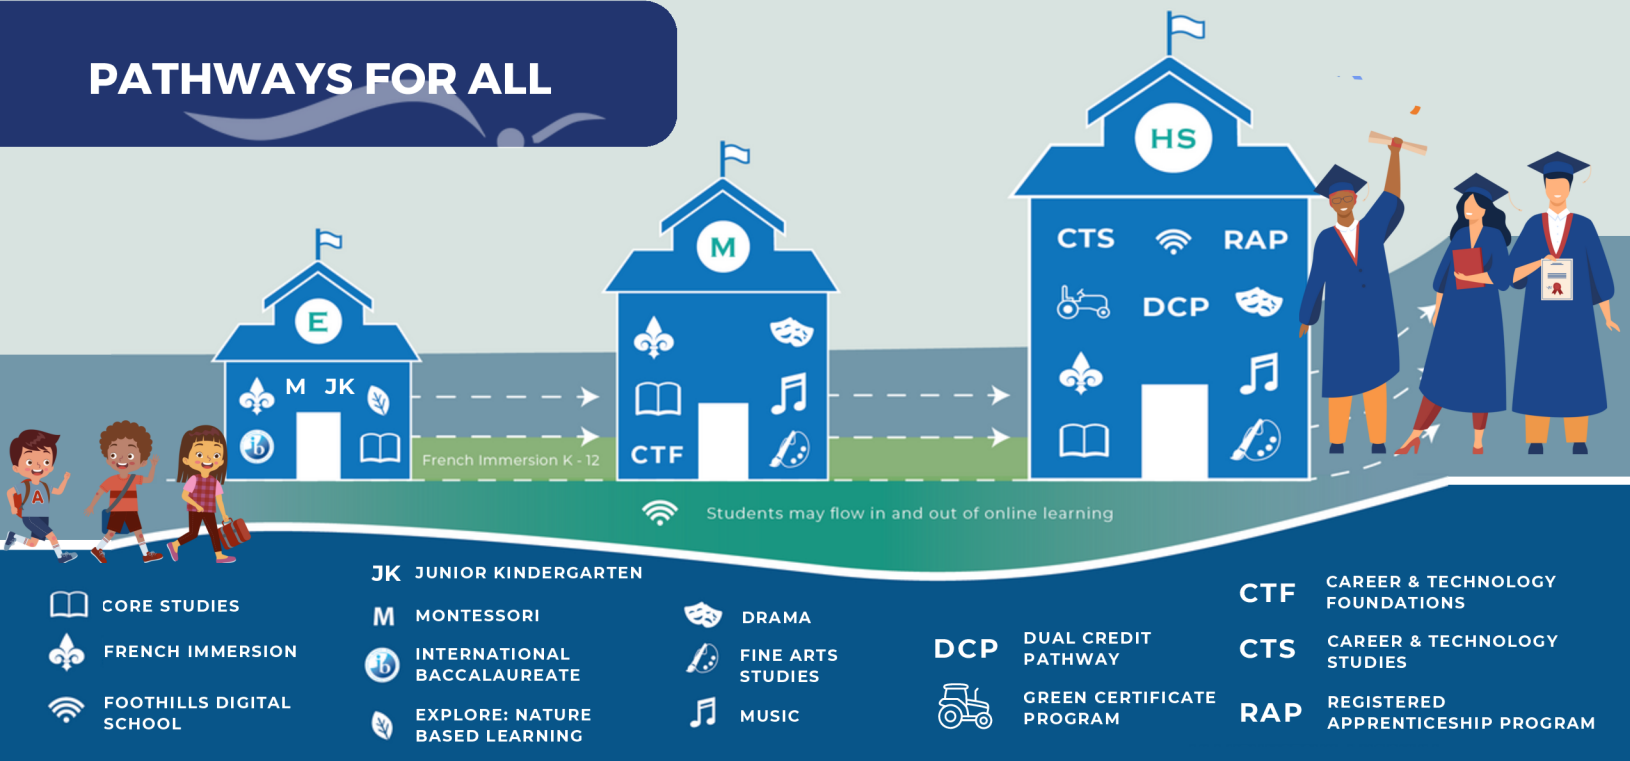 PATHWAYS FOR ALL
HS
CTS
RAP
DCP
M
CTF
E
M JK
ib
A
French Immersion K - 12
Students may flow in and out of online learning
CORE STUDIES
FRENCH IMMERSION
FOOTHILLS DIGITAL
SCHOOL
JK JUNIOR KINDERGARTEN
M MONTESSORI
ib INTERNATIONAL
BACCALAUREATE
EXPLORE: NATURE
BASED LEARNING
DRAMA
FINE ARTS
STUDIES
MUSIC
DCP DUAL CREDIT
PATHWAY
GREEN CERTIFICATE
PROGRAM
CTF CAREER & TECHNOLOGY
FOUNDATIONS
CTS CAREER & TECHNOLOGY
STUDIES
RAP REGISTERED
APPRENTICESHIP PROGRAM